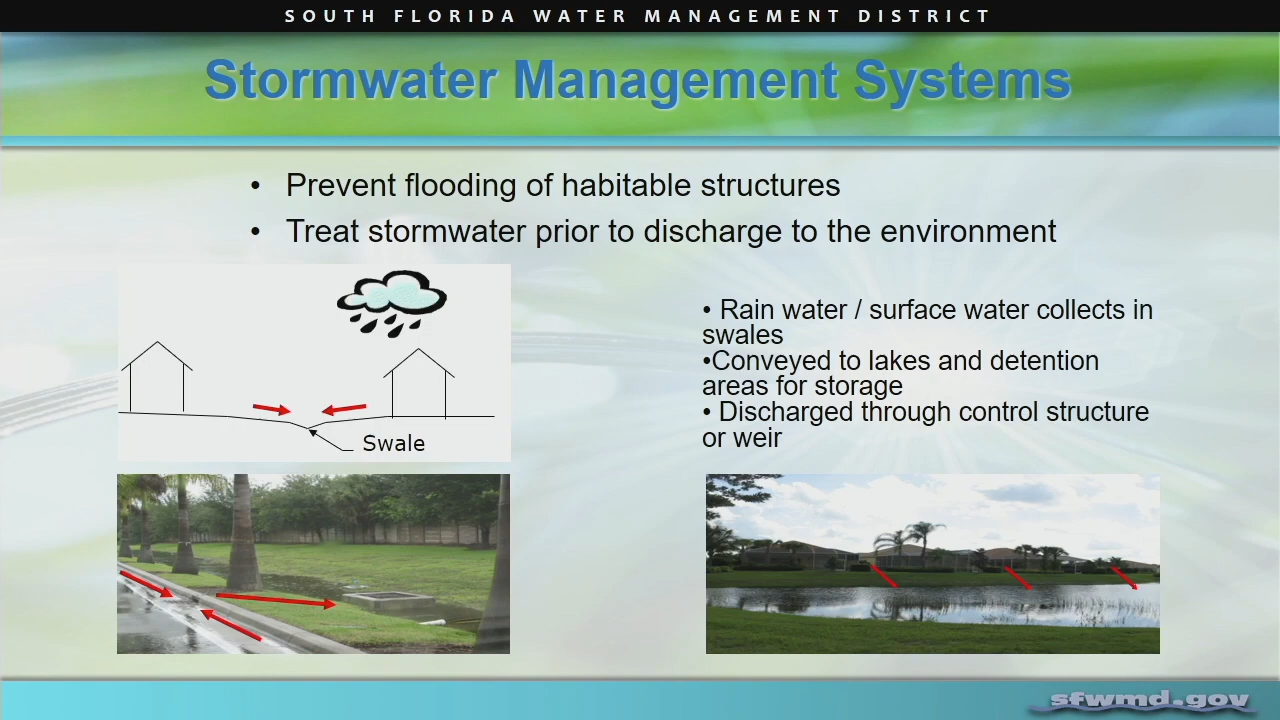 SOUTH FLORIDA WATER MANAGEMENT DISTRICT
Stormwater Management Systems
• Prevent flooding of habitable structures
• Treat stormwater prior to discharge to the environment
• Rain water / surface water collects in
swales
•Conveyed to lakes and detention
areas for storage
• Discharged through control structure
or weir
Swale
sfwmd.gov